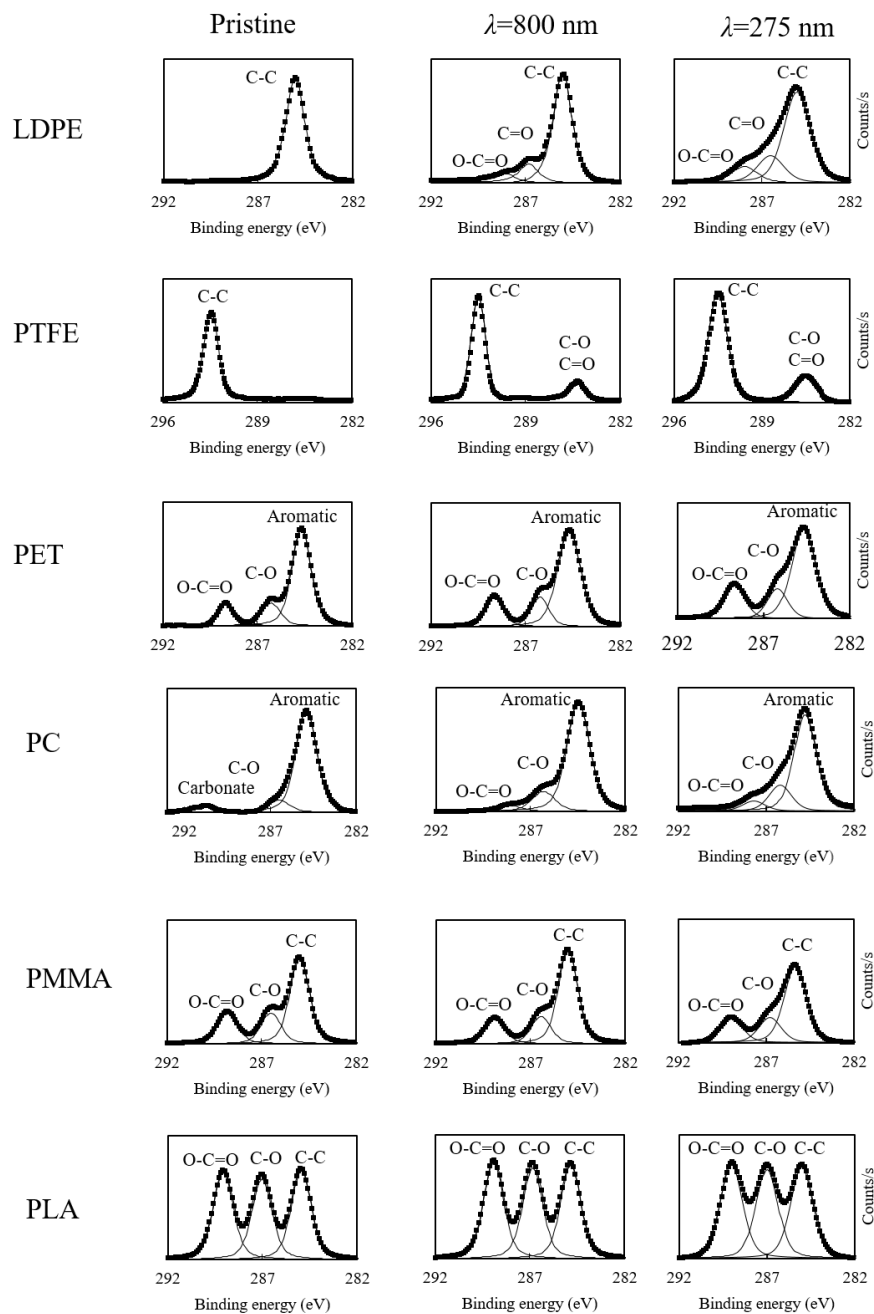 Pristine λ=800 nm λ=275 nm
LDPE
C-C
C-C
C=O
O-C=O
C-C
C=O
O-C=O
Counts/s
292 287 282
292 287 282
292 287 282
Binding energy (eV)
Binding energy (eV)
Binding energy (eV)
PTFE
C-C
C-C
C-O
C=O
C-C
C-O
C=O
Counts/s
296 289 282
296 289 282
296 289 282
Binding energy (eV)
Binding energy (eV)
Binding energy (eV)
PET
Aromatic
C-O
O-C=O
Aromatic
C-O
O-C=O
Aromatic
C-O
O-C=O
Counts/s
292 287 282
292 287 282
292 287 282
Binding energy (eV)
Binding energy (eV)
Binding energy (eV)
PC
Aromatic
C-O
Carbonate
Aromatic
C-O
O-C=O
Aromatic
C-O
O-C=O
Counts/s
292 287 282
292 287 282
292 287 282
Binding energy (eV)
Binding energy (eV)
Binding energy (eV)
PMMA
C-C
C-O
O-C=O
C-C
C-O
O-C=O
C-C
C-O
O-C=O
Counts/s
292 287 282
292 287 282
292 287 282
Binding energy (eV)
Binding energy (eV)
Binding energy (eV)
PLA
O-C=O C-O C-C
O-C=O C-O C-C
O-C=O C-O C-C
Counts/s
292 287 282
292 287 282
292 287 282
Binding energy (eV)
Binding energy (eV)
Binding energy (eV)